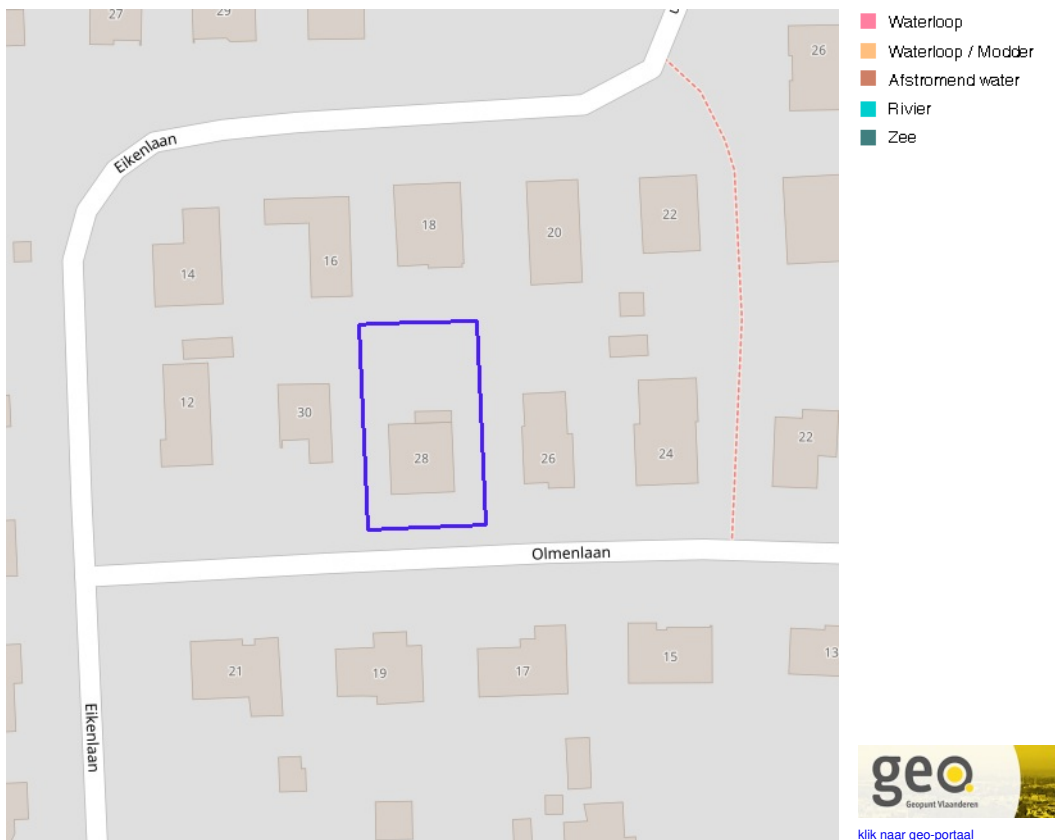 27
29
26
Eikenlaan
18
22
20
16
14
12
30
28
26
24
22
Olmenlaan
21
19
17
15
13
Eikenlaan
Waterloop
Waterloop / Modder
Afstromend water
Rivier
Zee
geo
Geopunt Vlaanderen
klik naar geo-portaal